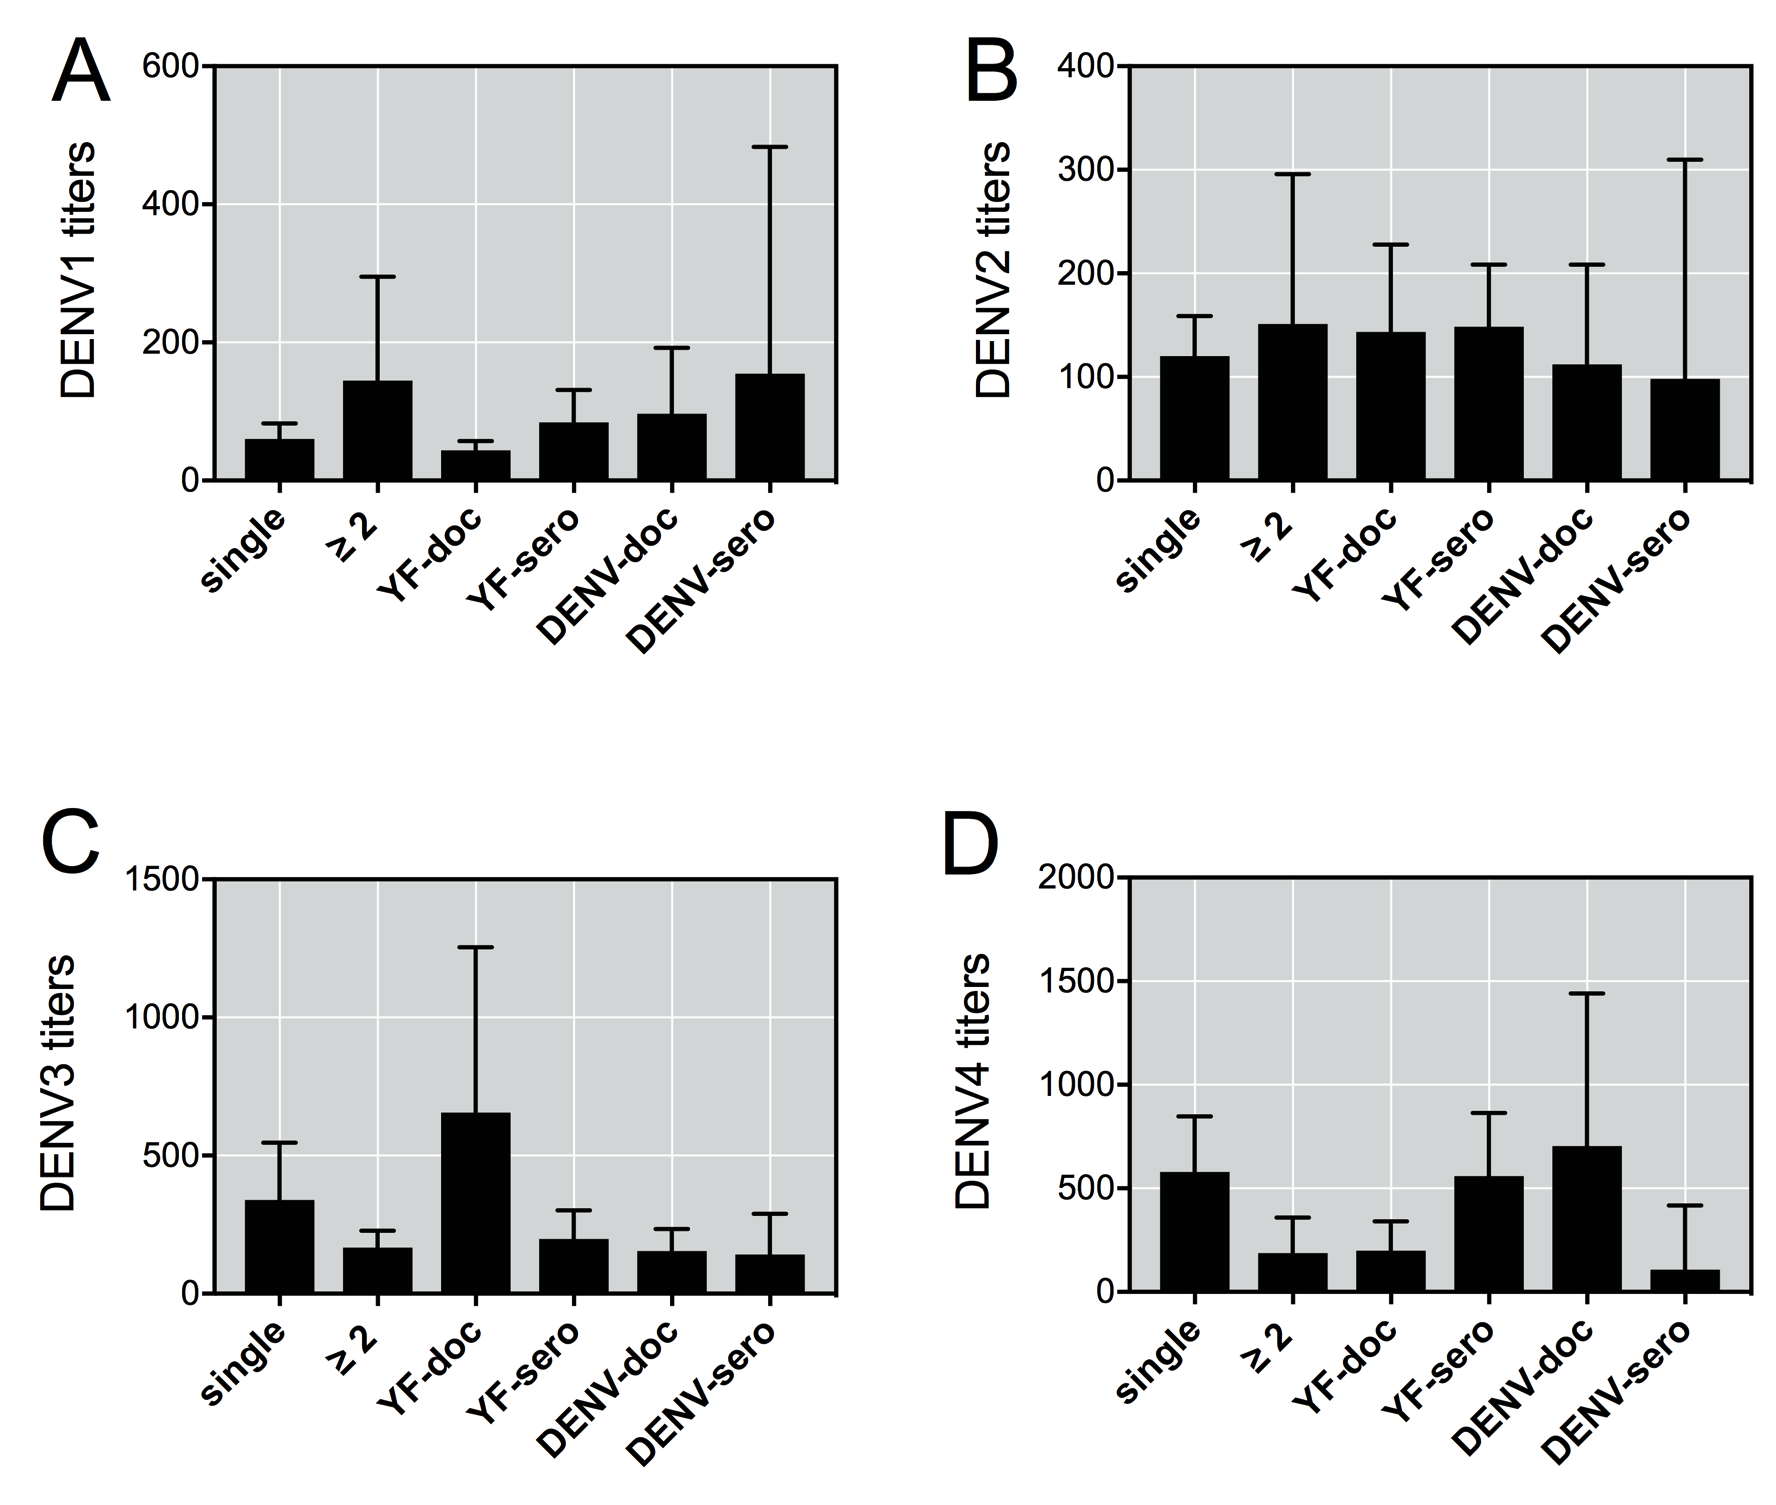 A
DENV1 titers
600
400
200
0
single
≥ 2
YF-doc
YF-sero
DENV-doc
DENV-sero
B
DENV2 titers
400
300
200
100
0
single
≥ 2
YF-doc
YF-sero
DENV-doc
DENV-sero
C
DENV3 titers
1500
1000
500
0
single
≥ 2
YF-doc
YF-sero
DENV-doc
DENV-sero
D
DENV4 titers
2000
1500
1000
500
0
single
≥ 2
YF-doc
YF-sero
DENV-doc
DENV-sero